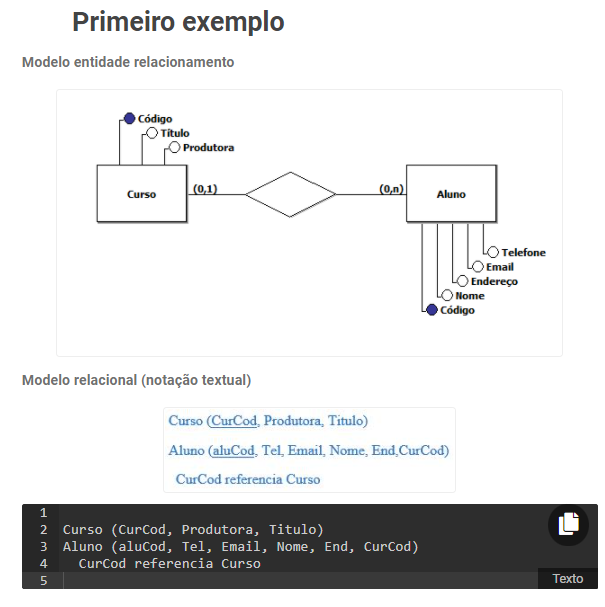 Primeiro exemplo
Modelo entidade relacionamento
Código
Título
Produtora
Curso
(0,1)
(0,n)
Aluno
Telefone
Email
Endereço
Nome
Código
Modelo relacional (notação textual)
Curso (CurCod, Produtora, Titulo)
Aluno (aluCod, Tel, Email, Nome, End,CurCod)
CurCod referencia Curso
1
2 Curso (CurCod, Produtora, Titulo)
3 Aluno (aluCod, Tel, Email, Nome, End, CurCod)
4 CurCod referencia Curso
5
Texto